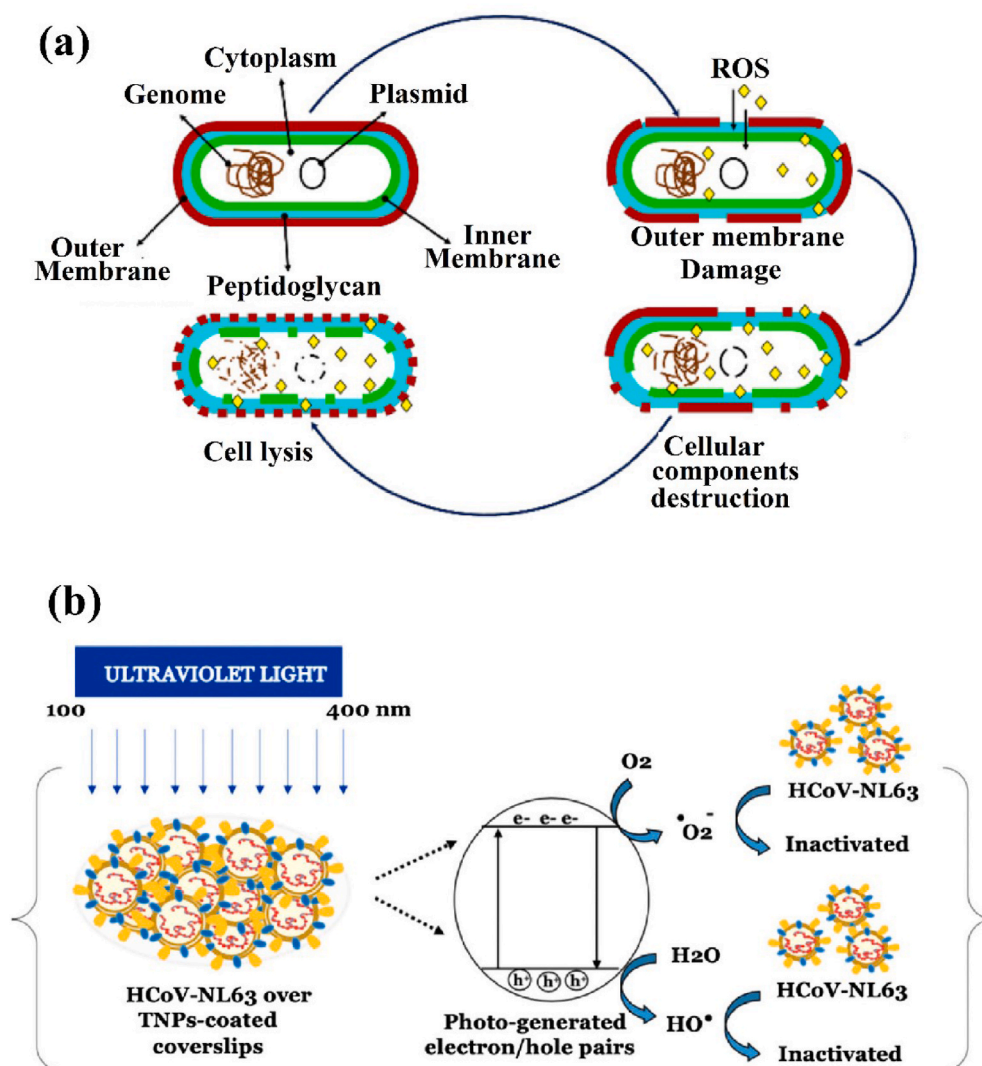 (a)
Cytoplasm
Genome
Plasmid
Outer
Membrane
Peptidoglycan
Inner
Membrane
ROS
Outer membrane
Damage
Cellular
components
destruction
Cell lysis
(b)
ULTRAVIOLET LIGHT
100
400 nm
HCoV-NL63 over
TNPs-coated
coverslips
e- e- e-
h+ h+ h+
Photo-generated
electron/hole pairs
O2
•O2-
HCoV-NL63
Inactivated
H2O
HO•
HCoV-NL63
Inactivated